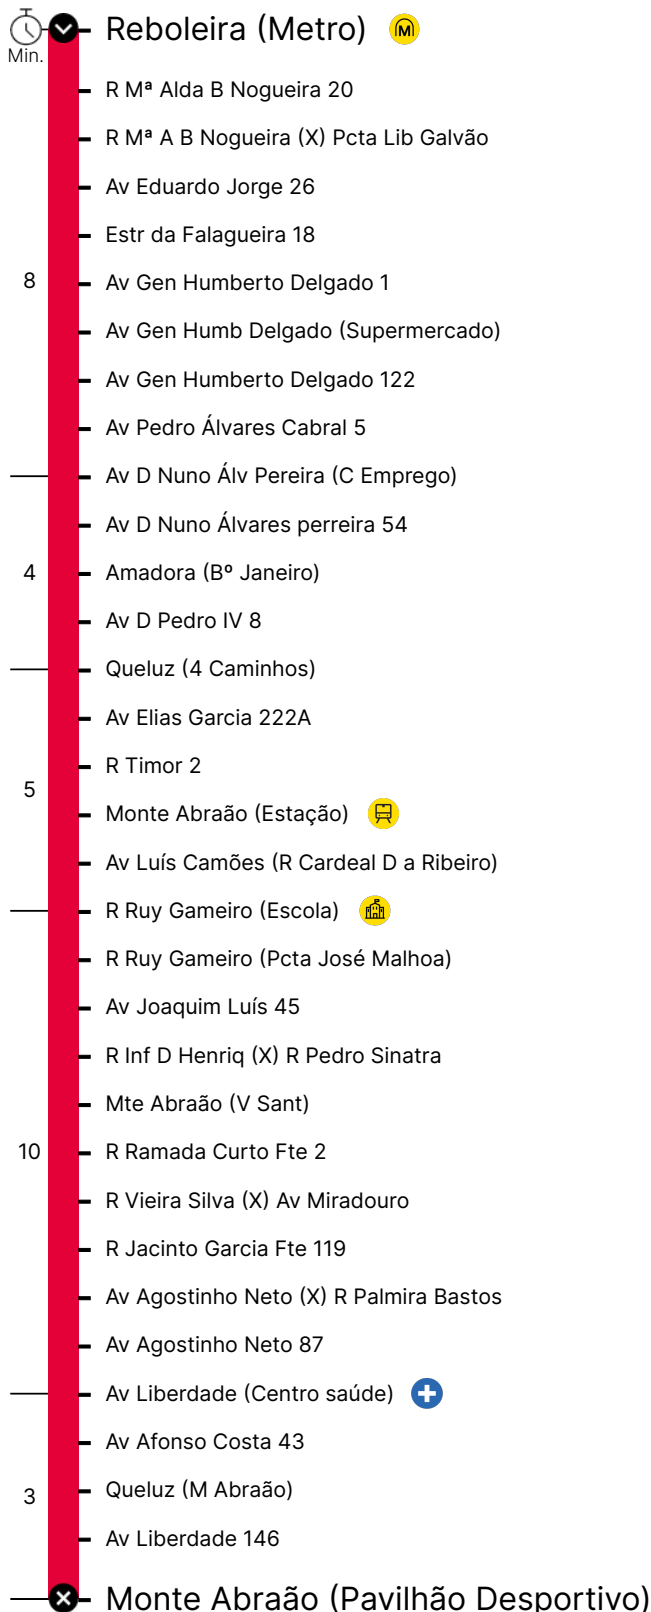 Reboleira (Metro) M
Min.
R Mª Alda B Nogueira 20
R Mª A B Nogueira (X) Pcta Lib Galvão
Av Eduardo Jorge 26
Estr da Falagueira 18
8 Av Gen Humberto Delgado 1
Av Gen Humb Delgado (Supermercado)
Av Gen Humberto Delgado 122
Av Pedro Álvares Cabral 5
Av D Nuno Álv Pereira (C Emprego)
Av D Nuno Álvares perreira 54
4 Amadora (Bº Janeiro)
Av D Pedro IV 8
Queluz (4 Caminhos)
Av Elias Garcia 222A
R Timor 2
5
Monte Abraão (Estação)
Av Luís Camões (R Cardeal D a Ribeiro)
R Ruy Gameiro (Escola)
R Ruy Gameiro (Pcta José Malhoa)
Av Joaquim Luís 45
R Inf D Henriq (X) R Pedro Sinatra
Mte Abraão (V Sant)
10 R Ramada Curto Fte 2
R Vieira Silva (X) Av Miradouro
R Jacinto Garcia Fte 119
Av Agostinho Neto (X) R Palmira Bastos
Av Agostinho Neto 87
Av Liberdade (Centro saúde)
Av Afonso Costa 43
3 Queluz (M Abraão)
Av Liberdade 146
Monte Abraão (Pavilhão Desportivo)